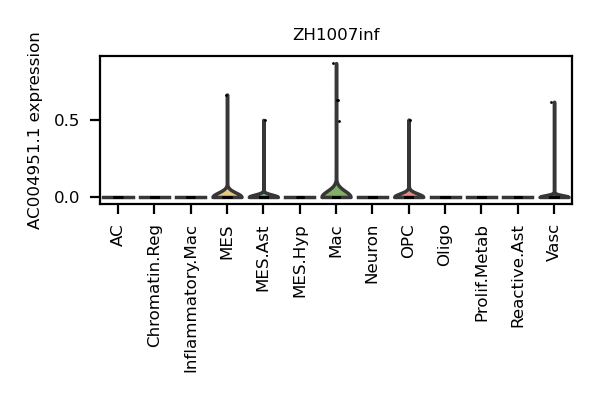 ZH1007inf
AC004951.1 expression
0.5
0.0
AC
Chromatin.Reg
Inflammatory.Mac
MES
MES.Ast
MES.Hyp
Mac
Neuron
OPC
Oligo
Prolif.Metab
Reactive.Ast
Vasc